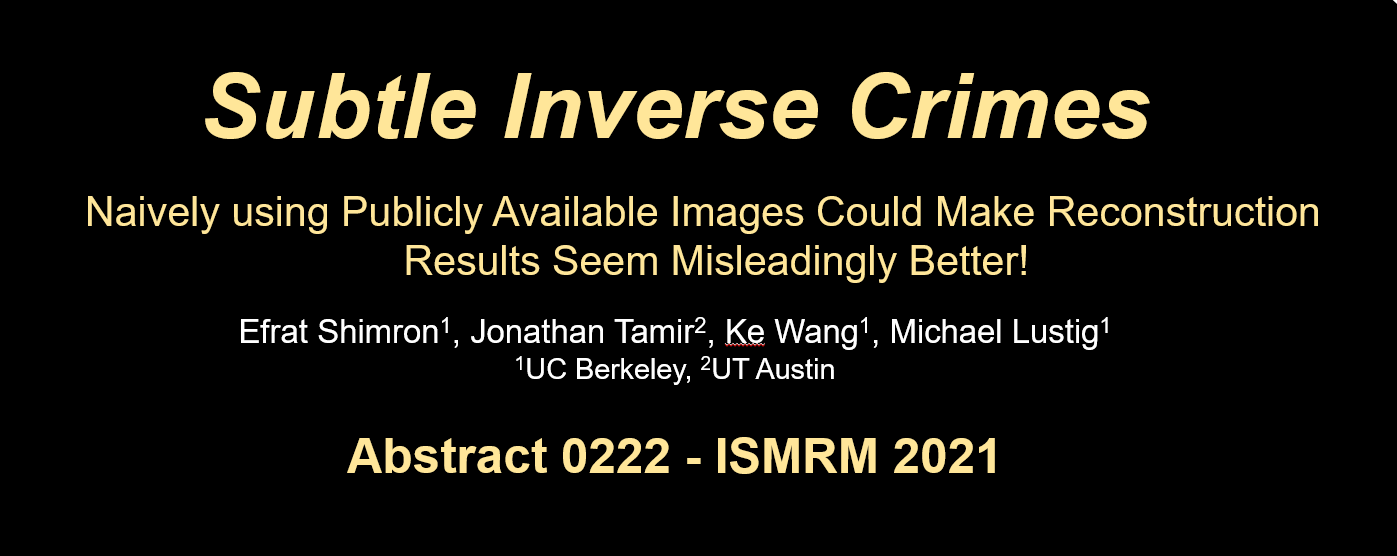 Subtle Inverse Crimes
Naively using Publicly Available Images Could Make Reconstruction
Results Seem Misleadingly Better!
Efrat Shimron¹, Jonathan Tamir², Ke Wang¹, Michael Lustig¹
¹UC Berkeley, ²UT Austin
Abstract 0222 - ISMRM 2021